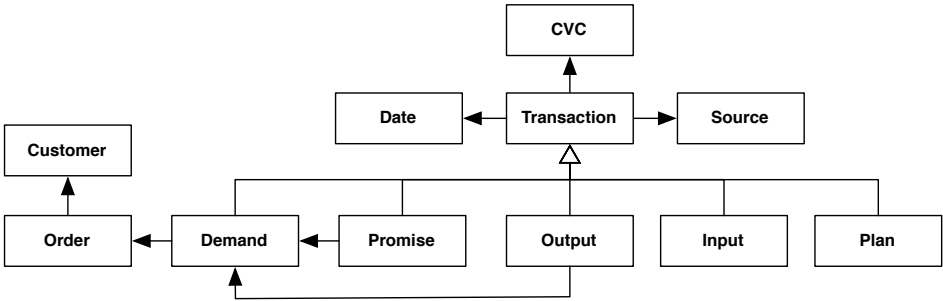 CVC
Date
Transaction
Source
Customer
Order
Demand
Promise
Output
Input
Plan